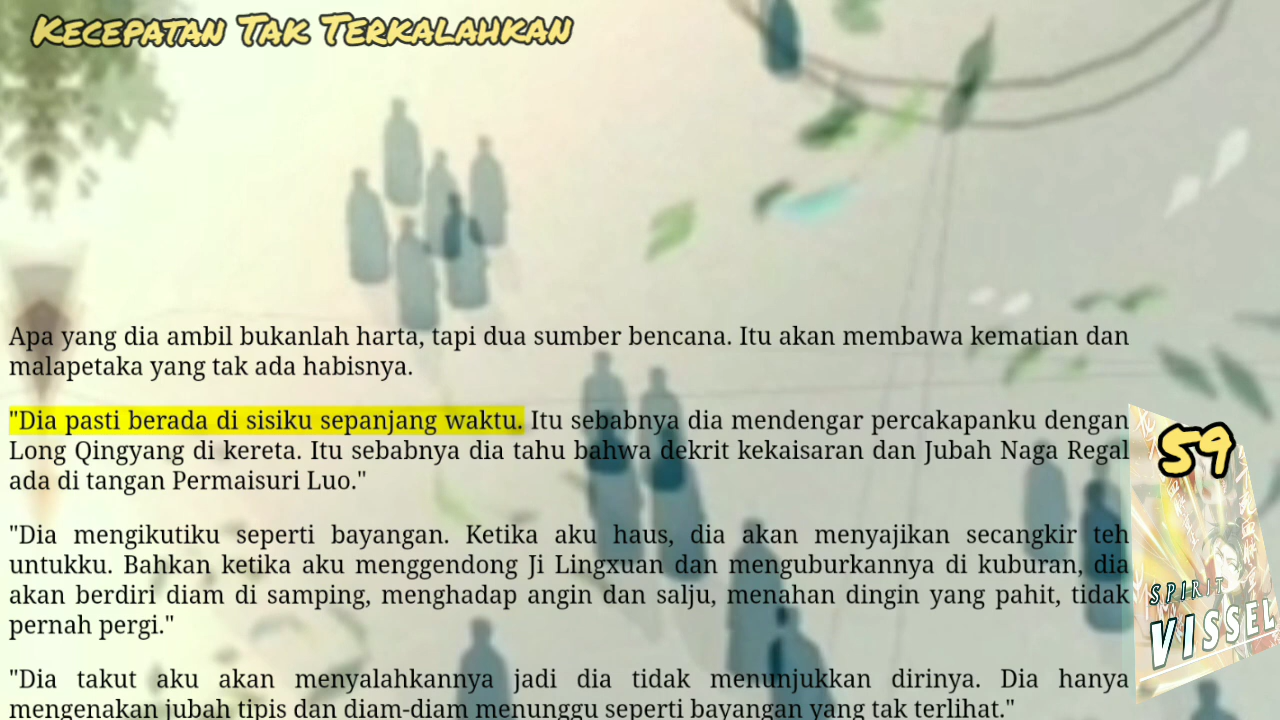 Kecepatan Tak Terkalahkan
Apa yang dia ambil bukanlah harta, tapi dua sumber bencana. Itu akan membawa kematian dan
malapetaka yang tak ada habisnya.
"Dia pasti berada di sisiku sepanjang waktu. Itu sebabnya dia mendengar percakapanku dengan
Long Qingyang di kereta. Itu sebabnya dia tahu bahwa dekrit kekaisaran dan Jubah Naga Regal
ada di tangan Permaisuri Luo."
"Dia mengikutiku seperti bayangan. Ketika aku haus, dia akan menyajikan secangkir teh
untukku. Bahkan ketika aku menggendong Ji Lingxuan dan menguburkannya di kuburan, dia
akan berdiri diam di samping, menghadap angin dan salju, menahan dingin yang pahit, tidak
pernah pergi."
"Dia takut aku akan menyalahkannya jadi dia tidak menunjukkan dirinya. Dia hanya
mengenakan jubah tipis dan diam-diam menunggu seperti bayangan yang tak terlihat."
59
SPIRIT
VISSEL